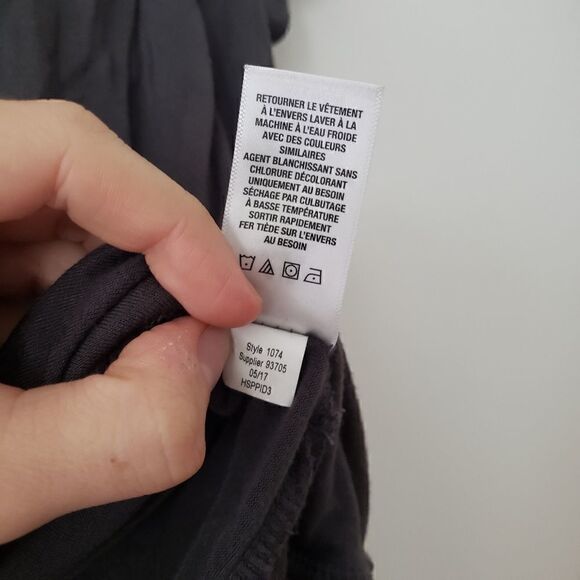 RETOURNER LE VÊTEMENT
À L'ENVERS LAVER À LA
MACHINE À L'EAU FROIDE
AVEC DES COULEURS
SIMILAIRES
AGENT BLANCHISSANT SANS
CHLORURE DÉCOLORANT
UNIQUEMENT AU BESOIN
SÉCHAGE PAR CULBUTAGE
À BASSE TEMPÉRATURE
SORTIR RAPIDEMENT
FER TIÈDE SUR L'ENVERS
AU BESOIN
Style 1074
Supplier 93705
05/17
HSPPID3